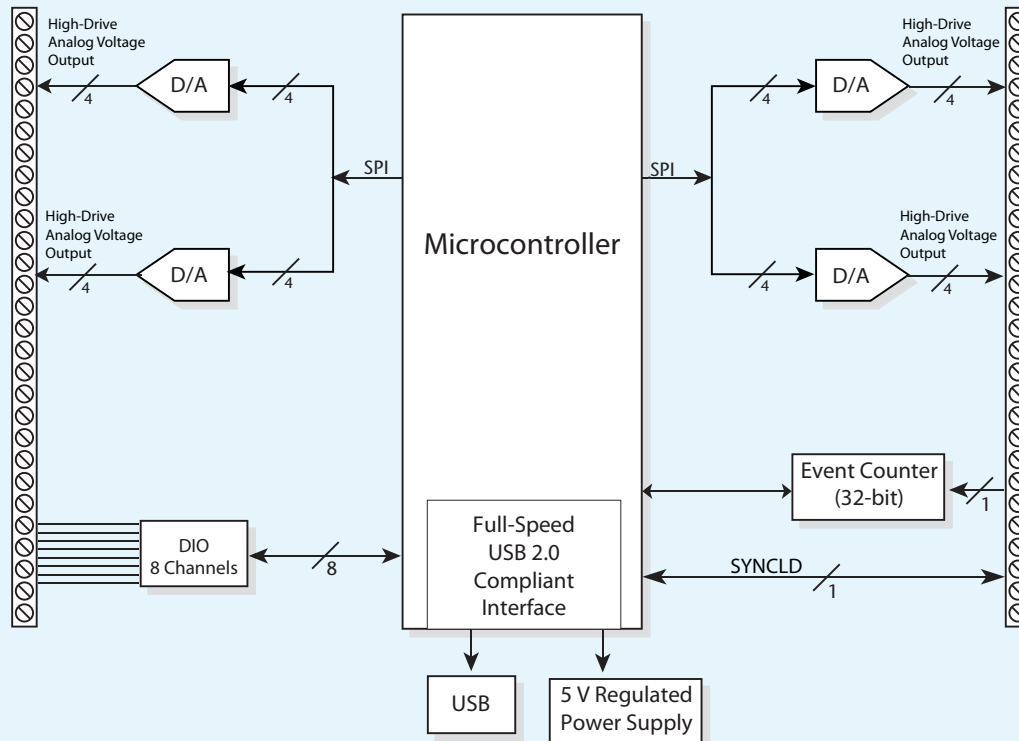 High-Drive
Analog Voltage
Output
4
D/A
4
SPI
High-Drive
Analog Voltage
Output
4
D/A
4
Microcontroller
SPI
4
D/A
High-Drive
Analog Voltage
Output
4
4
D/A
High-Drive
Analog Voltage
Output
4
DIO
8 Channels
8
Full-Speed
USB 2.0
Compliant
Interface
Event Counter
(32-bit)
1
SYNCLD
1
USB
5 V Regulated
Power Supply